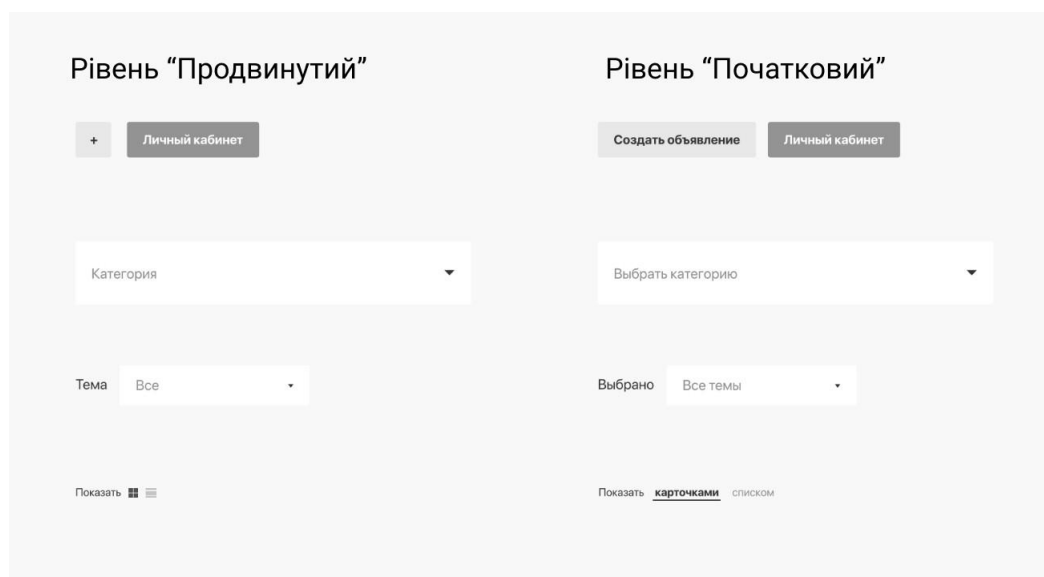 Рівень “Продвинутий”
+ Личный кабинет
Категория
Тема Все
Показать
Рівень “Початковий”
Создать объявление Личный кабинет
Выбрать категорию
Выбрано Все темы
Показать карточками списком